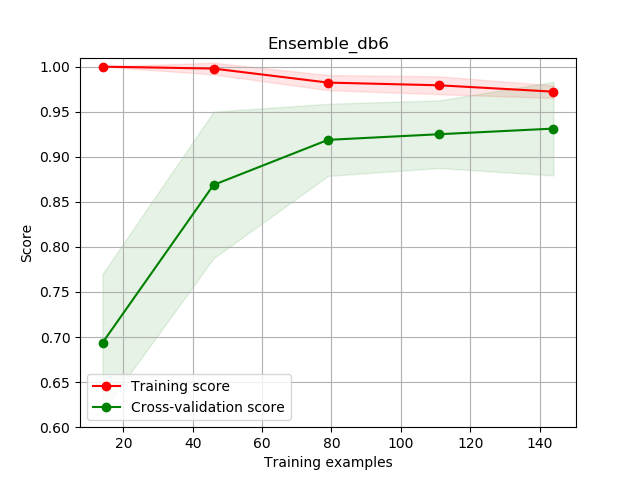 Ensemble_db6
1.00
0.95
0.90
0.85
0.80
0.75
0.70
0.65
0.60
Score
Training score
Cross-validation score
20 40 60 80 100 120 140
Training examples